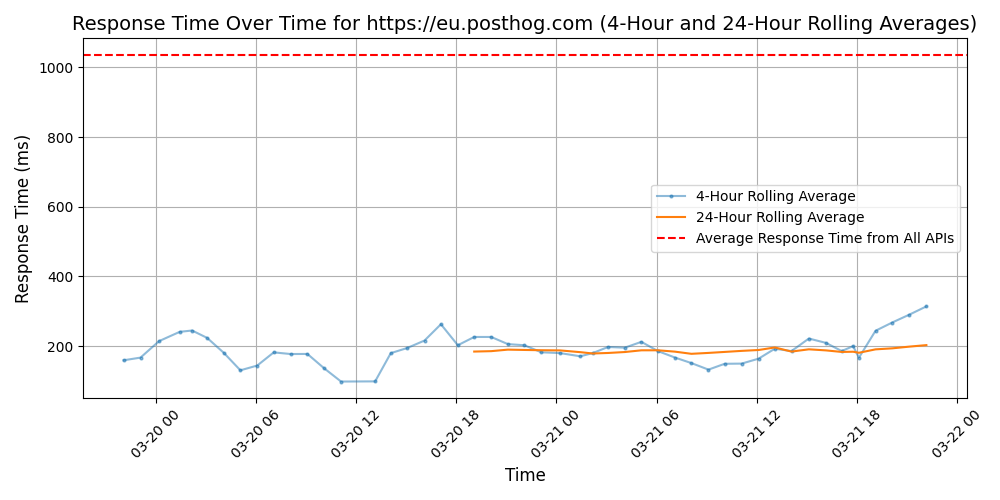 Response Time Over Time for https://eu.posthog.com (4-Hour and 24-Hour Rolling Averages)
Response Time (ms)
1000
800
600
400
200
4-Hour Rolling Average
24-Hour Rolling Average
Average Response Time from All APIs
03-20 00
03-20 06
03-20 12
03-20 18
03-21 00
03-21 06
03-21 12
03-21 18
03-22 00
Time